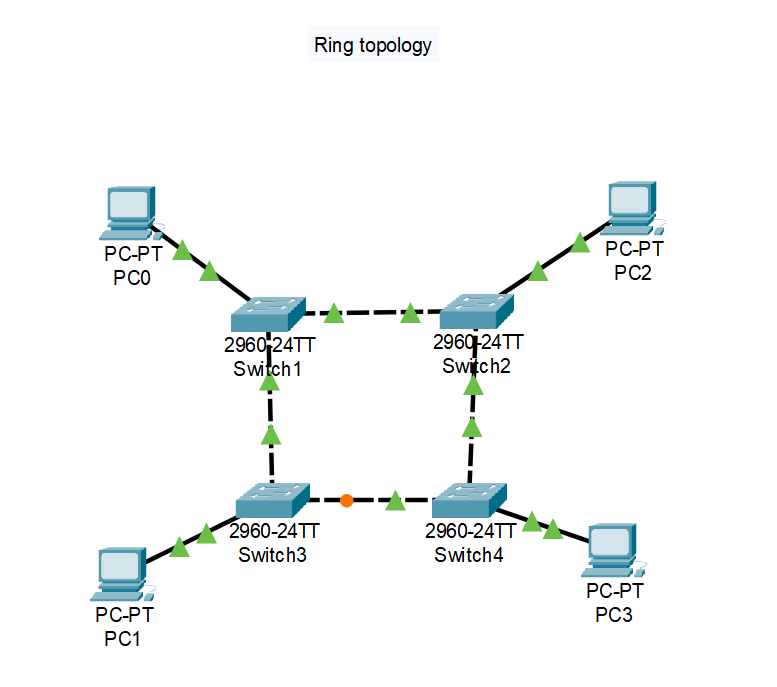 Ring topology
PC-PT
PC0
PC-PT
PC2
2960-24TT
Switch1
2960-24TT
Switch2
2960-24TT
Switch3
2960-24TT
Switch4
PC-PT
PC1
PC-PT
PC3